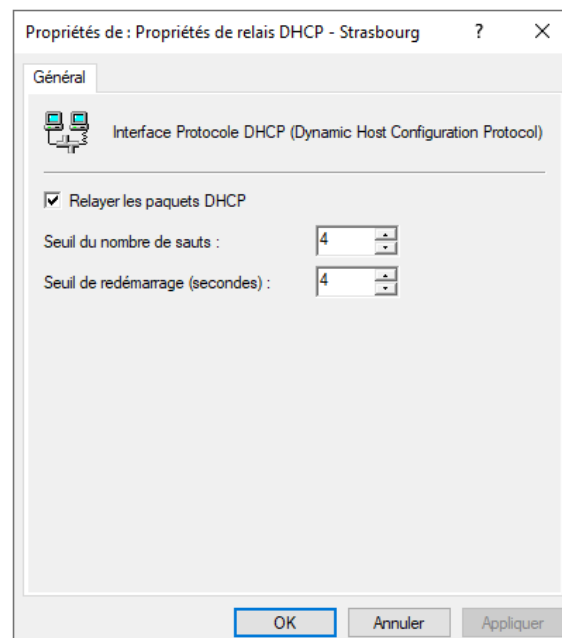 Propriétés de : Propriétés de relais DHCP - Strasbourg ?
Général
Interface Protocole DHCP (Dynamic Host Configuration Protocol)
Relayer les paquets DHCP
Seuil du nombre de sauts : 4
Seuil de redémarrage (secondes) : 4
OK Annuler Appliquer